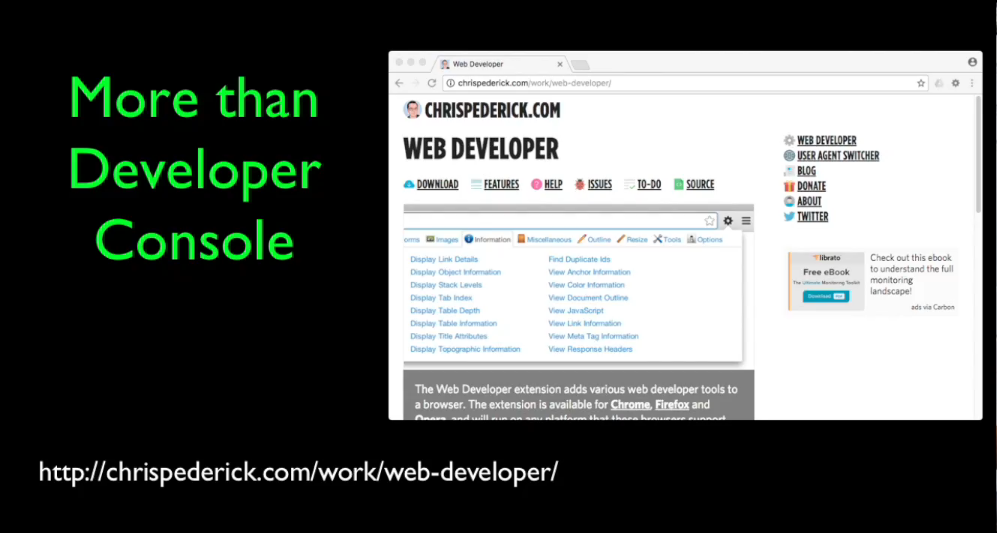 More than
Developer
Console
Web Developer
chrispederick.com/work/web-developer/
CHRISPEDERICK.COM
WEB DEVELOPER
DOWNLOAD FEATURES HELP ISSUES TO-DO SOURCE
orms Images Information Miscellaneous Outline Resize Tools Options
Display Link Details Find Duplicate Ids
Display Object Information View Anchor Information
Display Stack Levels View Color Information
Display Tab Index View Document Outline
Display Table Depth View JavaScript
Display Table Information View Link Information
Display Title Attributes View Meta Tag Information
Display Topographic Information View Response Headers
The Web Developer extension adds various web developer tools to
a browser. The extension is available for Chrome, Firefox and
Opera, and will run on any platform that these browsers support
WEB DEVELOPER
USER AGENT SWITCHER
BLOG
DONATE
ABOUT
TWITTER
librato
Free eBook
The Ultimate Monitoring Toolkit
Download
Check out this ebook
to understand the full
monitoring
landscape!
ads via Carbon
http://chrispederick.com/work/web-developer/